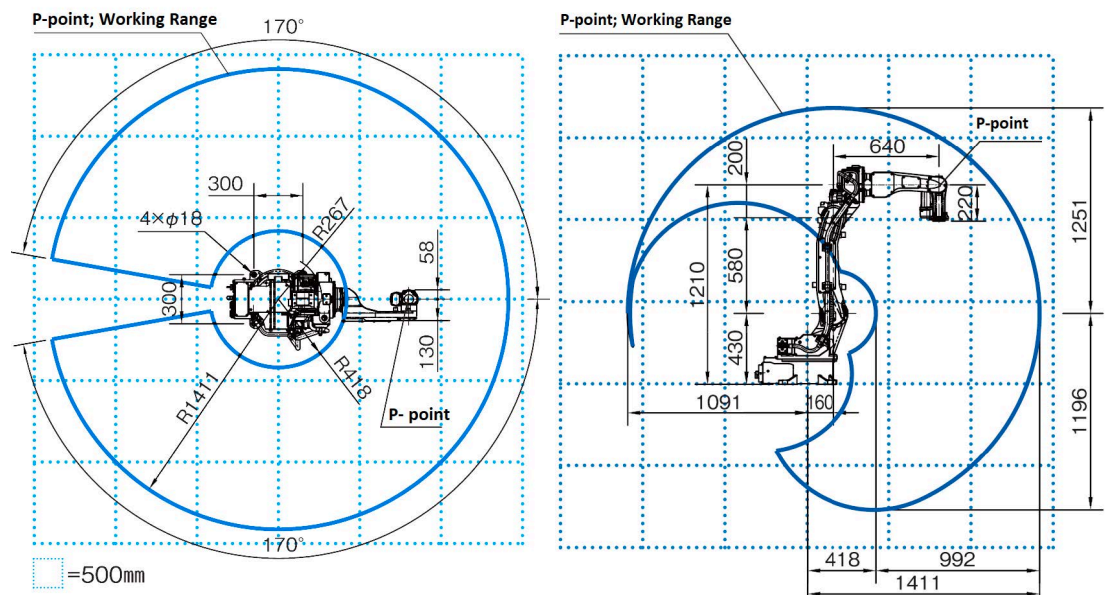 P-point; Working Range
170°
300
4×φ18
R267
58
300
130
R418
R1411
P- point
170°
=500mm
P-point; Working Range
P-point
640
200
220
1251
580
1210
430
1091
160
1196
418
992
1411